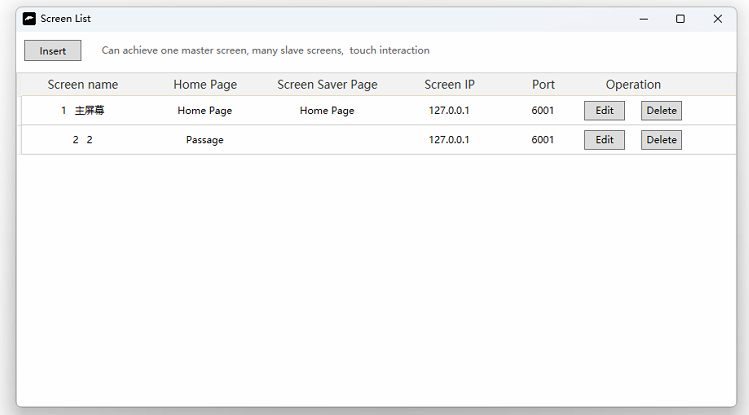 Screen List
Insert Can achieve one master screen, many slave screens, touch interaction
Screen name Home Page Screen Saver Page Screen IP Port Operation
1 主屏幕 Home Page Home Page 127.0.0.1 6001 Edit Delete
2 2 Passage 127.0.0.1 6001 Edit Delete